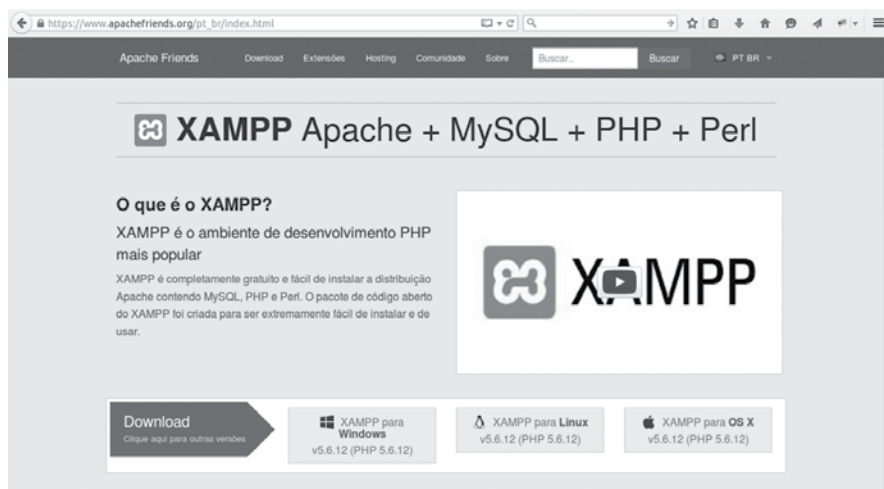 https://www.apachefriends.org/pt_br/index.html
Apache Friends Download Extensões Hosting Comunidade Sobre Buscar... Buscar PT BR
XAMPP Apache + MySQL + PHP + Perl
O que é o XAMPP?
XAMPP é o ambiente de desenvolvimento PHP
mais popular
XAMPP é completamente gratuito e fácil de instalar a distribuição
Apache contendo MySQL, PHP e Perl. O pacote de código aberto
do XAMPP foi criada para ser extremamente fácil de instalar e de
usar.
XAMPP
Download
Clique aqui para outras versões
XAMPP para
Windows
v5.6.12 (PHP 5.6.12)
XAMPP para Linux
v5.6.12 (PHP 5.6.12)
XAMPP para OS X
v5.6.12 (PHP 5.6.12)